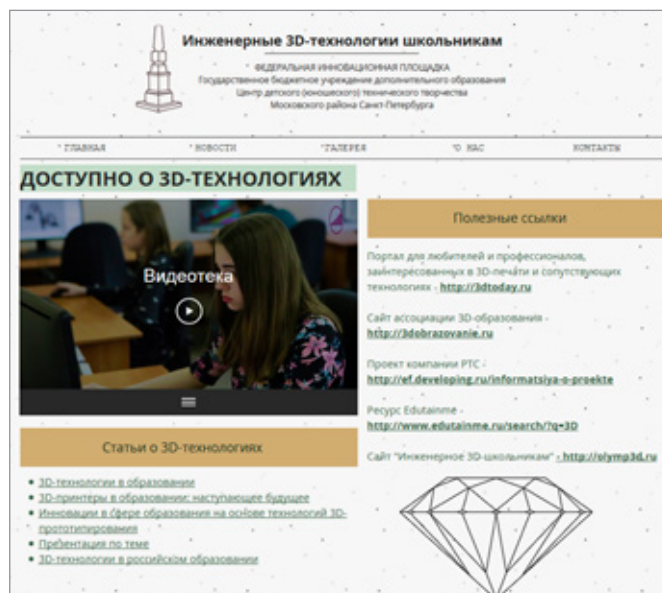 Инженерные 3D-технологии школьникам
ФЕДЕРАЛЬНАЯ ИННОВАЦИОННАЯ ПЛОЩАДКА
Государственное бюджетное учреждение дополнительного образования
Центр детского (юношеского) технического творчества
Московского района Санкт-Петербурга
ГЛАВНАЯ НОВОСТИ ГАЛЕРЕЯ О НАС КОНТАКТЫ
ДОСТУПНО О 3D-ТЕХНОЛОГИЯХ
Видеотека
Статьи о 3D-технологиях
3D-технологии в образовании
3D-принтеры в образовании: наступающее будущее
Инновации в сфере образования на основе технологий 3D-
прототипирования
Презентация по теме
3D-технологии в российском образовании
Полезные ссылки
Портал для любителей и профессионалов,
заинтересованных в 3D-печати и сопутствующих
технологиях - http://3dtoday.ru
Сайт ассоциации 3D-образования -
http://3dobrazovanie.ru
Проект компании PTC -
http://ef.developing.ru/informatsiya-o-proekte
Ресурс Edutainme -
http://www.edutainme.ru/search/?q=3D
Сайт "Инженерное 3D-школьникам" - http://olymp3d.ru